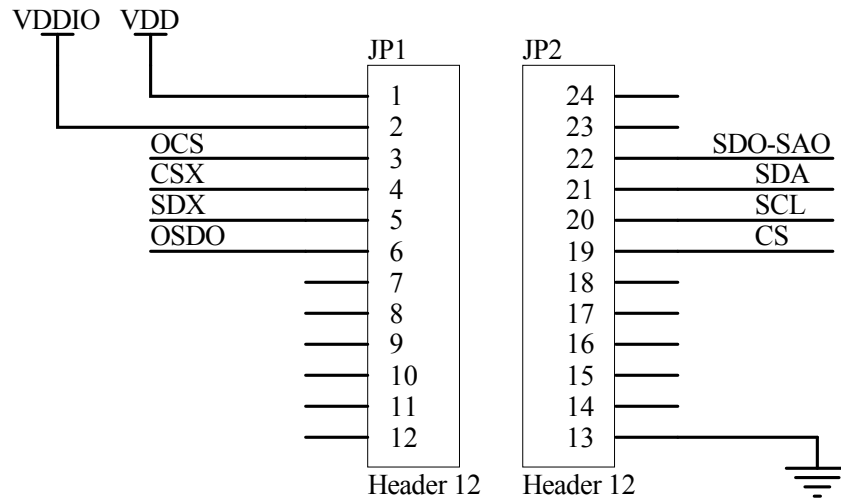 VDDIO VDD
JP1 JP2
1 24
2 23
OCS 3 22 SDO-SAO
CSX 4 21 SDA
SDX 5 20 SCL
OSDO 6 19 CS
7 18
8 17
9 16
10 15
11 14
12 13
Header 12 Header 12